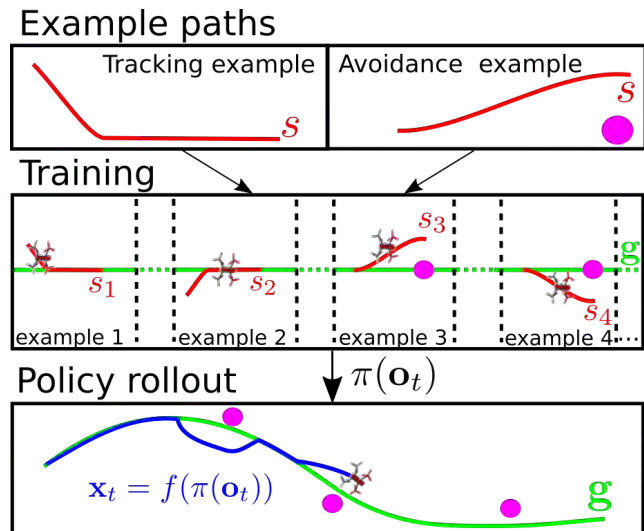 Example paths
Tracking example
s
Avoidance example
s
Training
s₁
s₂
s₃
s₄
g
example 1
example 2
example 3
example 4
...
π(oₜ)
Policy rollout
xₜ = f(π(oₜ))
g